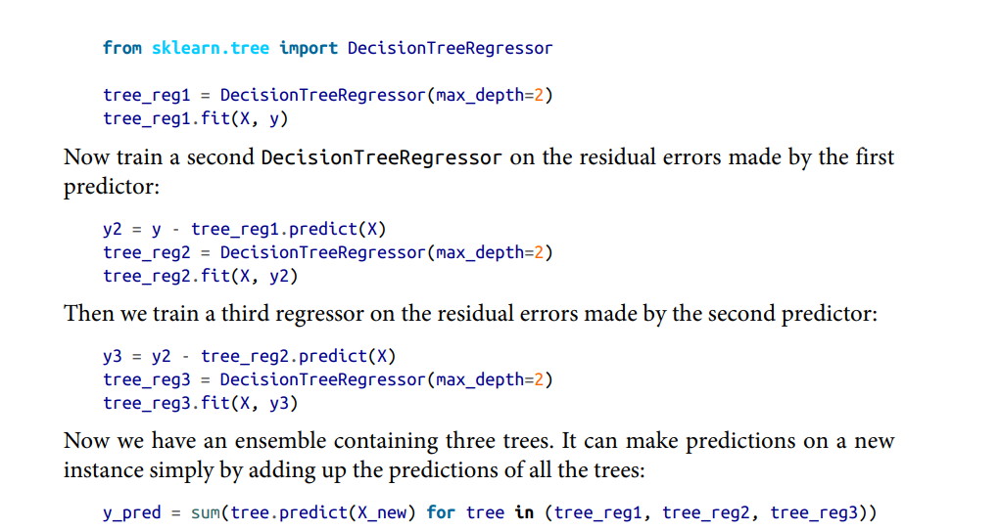 from sklearn.tree import DecisionTreeRegressor
tree_reg1 = DecisionTreeRegressor(max_depth=2)
tree_reg1.fit(X, y)
Now train a second DecisionTreeRegressor on the residual errors made by the first
predictor:
y2 = y - tree_reg1.predict(X)
tree_reg2 = DecisionTreeRegressor(max_depth=2)
tree_reg2.fit(X, y2)
Then we train a third regressor on the residual errors made by the second predictor:
y3 = y2 - tree_reg2.predict(X)
tree_reg3 = DecisionTreeRegressor(max_depth=2)
tree_reg3.fit(X, y3)
Now we have an ensemble containing three trees. It can make predictions on a new
instance simply by adding up the predictions of all the trees:
y_pred = sum(tree.predict(X_new) for tree in (tree_reg1, tree_reg2, tree_reg3))